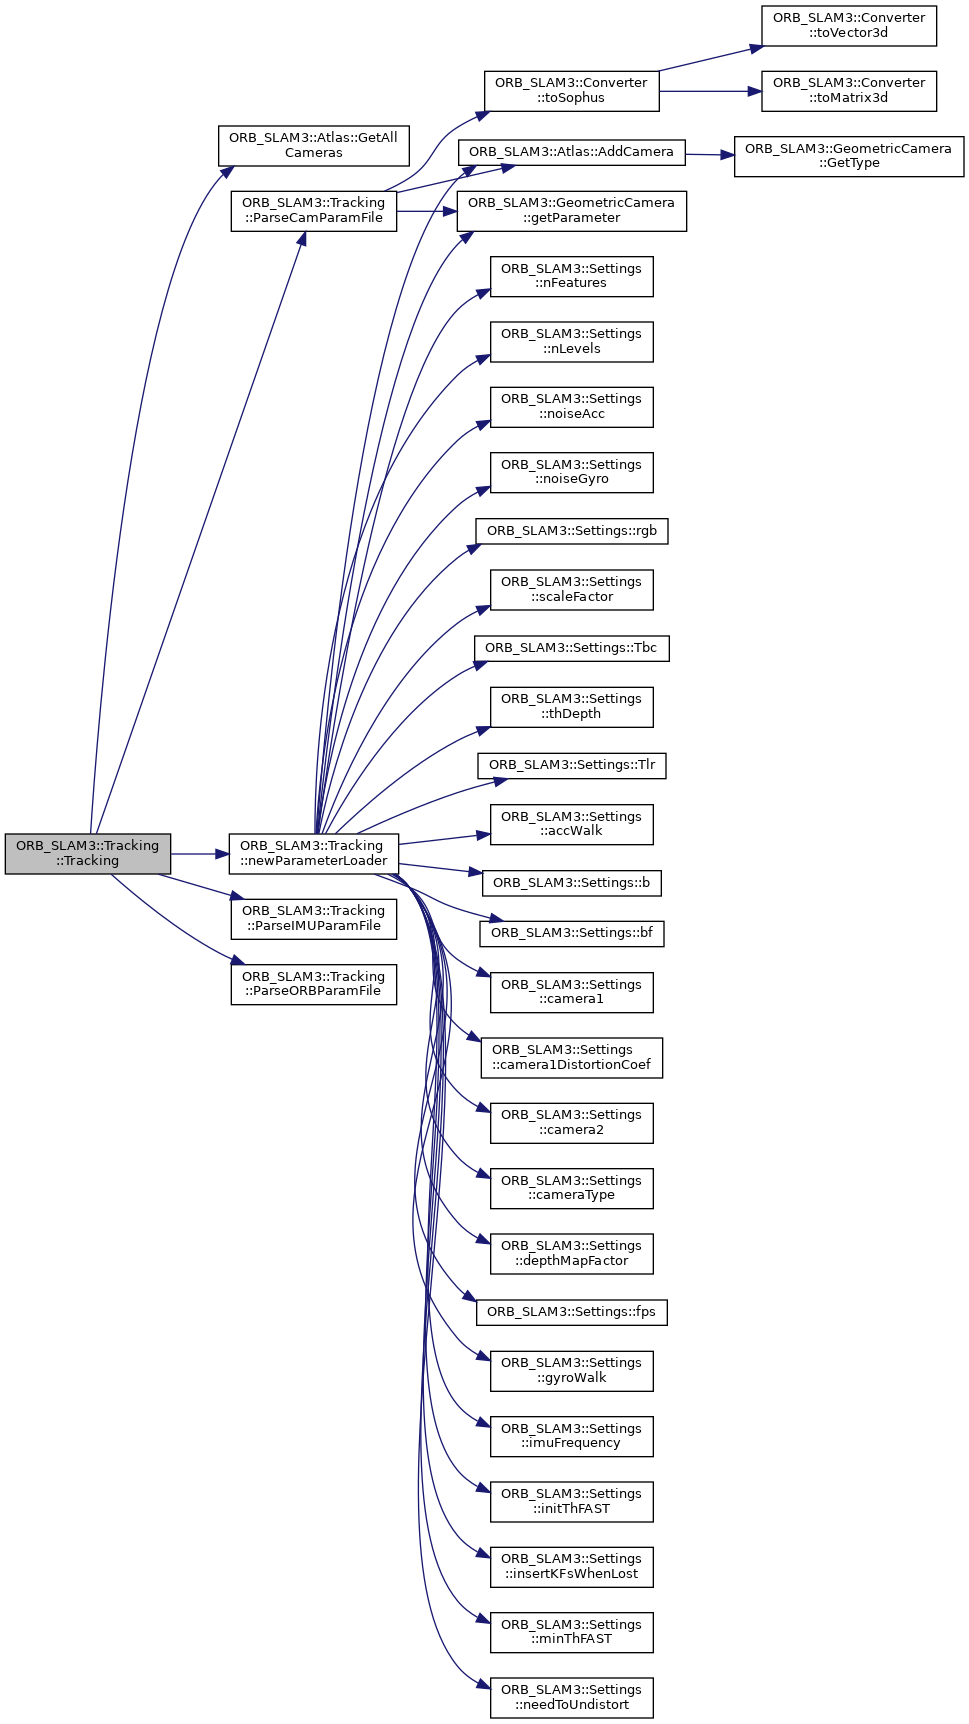 ORB_SLAM3::Converter
::toVector3d
ORB_SLAM3::Converter
::toSophus
ORB_SLAM3::Converter
::toMatrix3d
ORB_SLAM3::Atlas::GetAll
Cameras
ORB_SLAM3::Atlas::AddCamera
ORB_SLAM3::GeometricCamera
::GetType
ORB_SLAM3::Tracking
::ParseCamParamFile
ORB_SLAM3::GeometricCamera
::getParameter
ORB_SLAM3::Settings
::nFeatures
ORB_SLAM3::Settings
::nLevels
ORB_SLAM3::Settings
::noiseAcc
ORB_SLAM3::Settings
::noiseGyro
ORB_SLAM3::Settings::rgb
ORB_SLAM3::Settings
::scaleFactor
ORB_SLAM3::Settings::Tbc
ORB_SLAM3::Settings
::thDepth
ORB_SLAM3::Settings::Tlr
ORB_SLAM3::Settings
::accWalk
ORB_SLAM3::Tracking
::Tracking
ORB_SLAM3::Tracking
::newParameterLoader
ORB_SLAM3::Settings::b
ORB_SLAM3::Tracking
::ParseIMUParamFile
ORB_SLAM3::Settings::bf
ORB_SLAM3::Tracking
::ParseORBParamFile
ORB_SLAM3::Settings
::camera1
ORB_SLAM3::Settings
::camera1DistortionCoef
ORB_SLAM3::Settings
::camera2
ORB_SLAM3::Settings
::cameraType
ORB_SLAM3::Settings
::depthMapFactor
ORB_SLAM3::Settings::fps
ORB_SLAM3::Settings
::gyroWalk
ORB_SLAM3::Settings
::imuFrequency
ORB_SLAM3::Settings
::initThFAST
ORB_SLAM3::Settings
::insertKFsWhenLost
ORB_SLAM3::Settings
::minThFAST
ORB_SLAM3::Settings
::needToUndistort